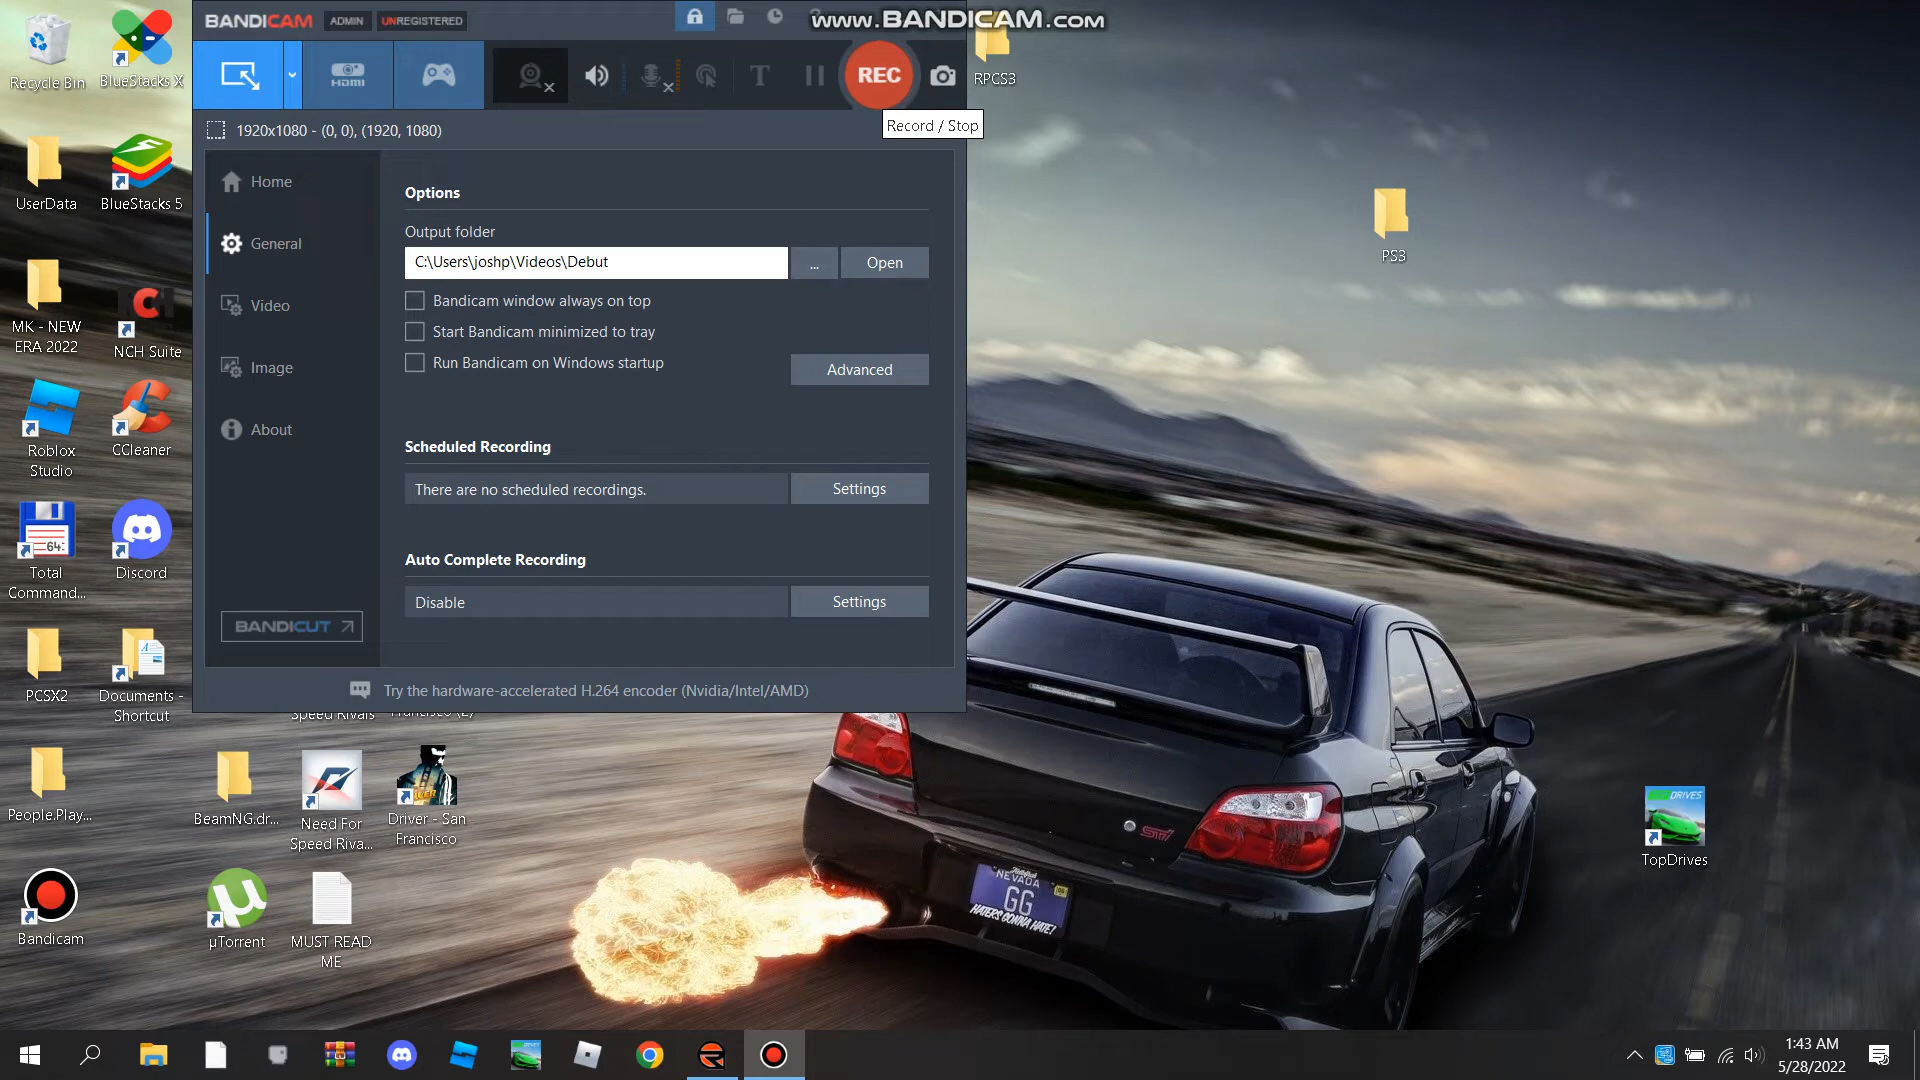 BANDICAM
ADMIN
UNREGISTERED
www.BANDICAM.com
HDMI
REC
Record / Stop
1920x1080 - (0, 0), (1920, 1080)
Home
General
Video
Image
About
BANDICUT
Options
Output folder
C:\Users\joshp\Videos\Debut
...
Open
Bandicam window always on top
Start Bandicam minimized to tray
Run Bandicam on Windows startup
Advanced
Scheduled Recording
There are no scheduled recordings.
Settings
Auto Complete Recording
Disable
Settings
Try the hardware-accelerated H.264 encoder (Nvidia/Intel/AMD)
Recycle Bin
BlueStacks X
UserData
BlueStacks 5
MK - NEW
ERA 2022
NCH Suite
Roblox
Studio
CCleaner
64
Total
Command...
Discord
PCSX2
Documents -
Shortcut
Speed Rivals
People.Play...
BeamNG.dr...
Need For
Speed Riva...
Driver - San
Francisco
Bandicam
µTorrent
MUST READ
ME
RPCS3
PS3
DRIVES
TopDrives
STi
NEVADA
GG
HATERS GONNA HATE!
1:43 AM
5/28/2022